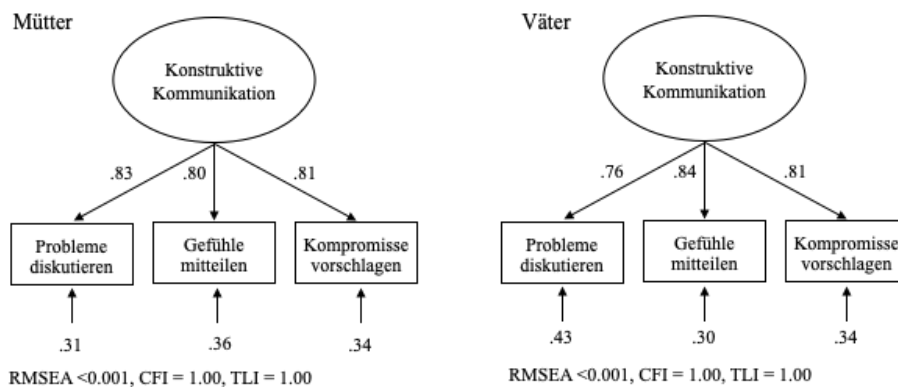 Mütter
Konstruktive
Kommunikation
.83
.80
.81
Probleme
diskutieren
Gefühle
mitteilen
Kompromisse
vorschlagen
.31
.36
.34
RMSEA <0.001, CFI = 1.00, TLI = 1.00
Väter
Konstruktive
Kommunikation
.76
.84
.81
Probleme
diskutieren
Gefühle
mitteilen
Kompromisse
vorschlagen
.43
.30
.34
RMSEA <0.001, CFI = 1.00, TLI = 1.00